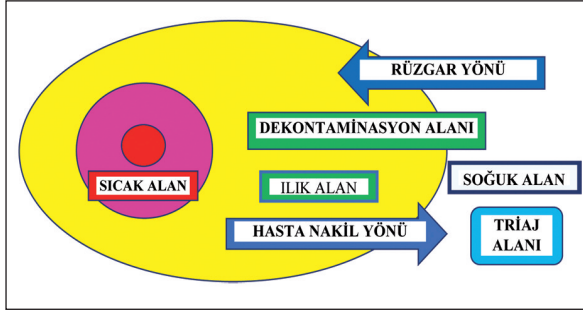 RÜZGAR YÖNÜ
DEKONTAMİNASYON ALANI
SICAK ALAN
ILIK ALAN
SOĞUK ALAN
HASTA NAKİL YÖNÜ
TRİAJ
ALANI